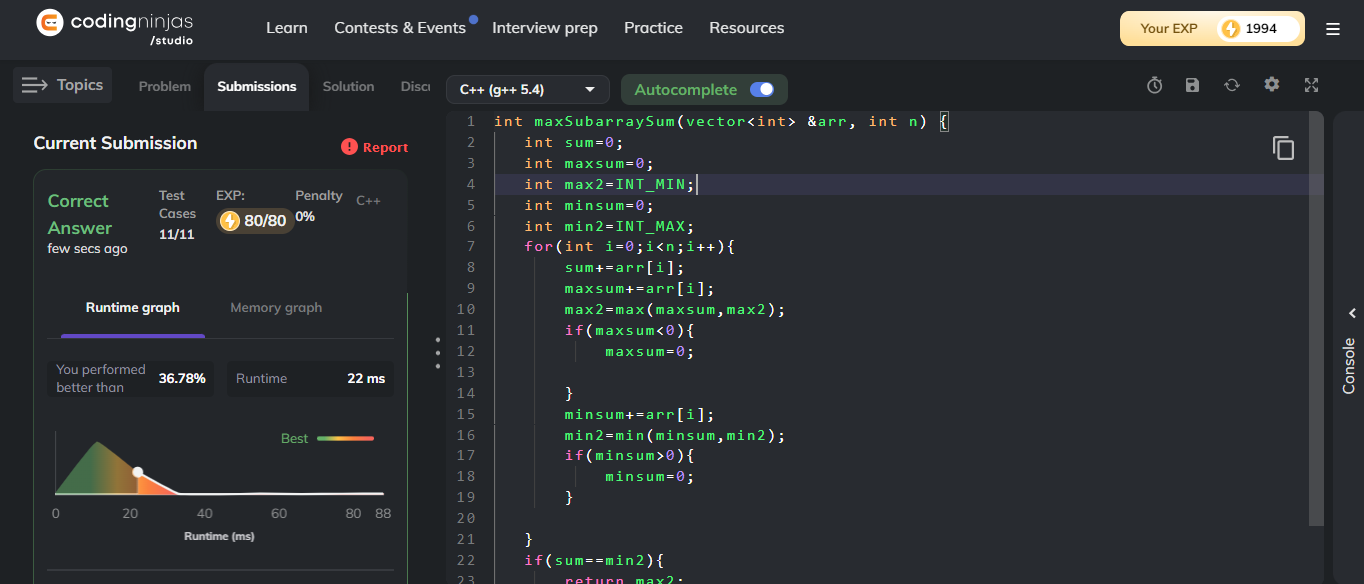 codingninjas
/studio
Learn
Contests & Events
Interview prep
Practice
Resources
Your EXP
1994
Topics
Problem
Submissions
Solution
Discu
C++ (g++ 5.4)
Autocomplete
Current Submission
Report
Correct
Answer
few secs ago
Test
Cases
11/11
EXP:
80/80
Penalty
0%
C++
Runtime graph
Memory graph
You performed
better than
36.78%
Runtime
22 ms
Best
0 20 40 60 80 88
Runtime (ms)
1 int maxSubarraySum(vector<int> &arr, int n) {
2 int sum=0;
3 int maxsum=0;
4 int max2=INT_MIN;
5 int minsum=0;
6 int min2=INT_MAX;
7 for(int i=0;i<n;i++){
8 sum+=arr[i];
9 maxsum+=arr[i];
10 max2=max(maxsum,max2);
11 if(maxsum<0){
12 maxsum=0;
13
14 }
15 minsum+=arr[i];
16 min2=min(minsum,min2);
17 if(minsum>0){
18 minsum=0;
19 }
20
21 }
22 if(sum==min2){
23 return max2;
Console